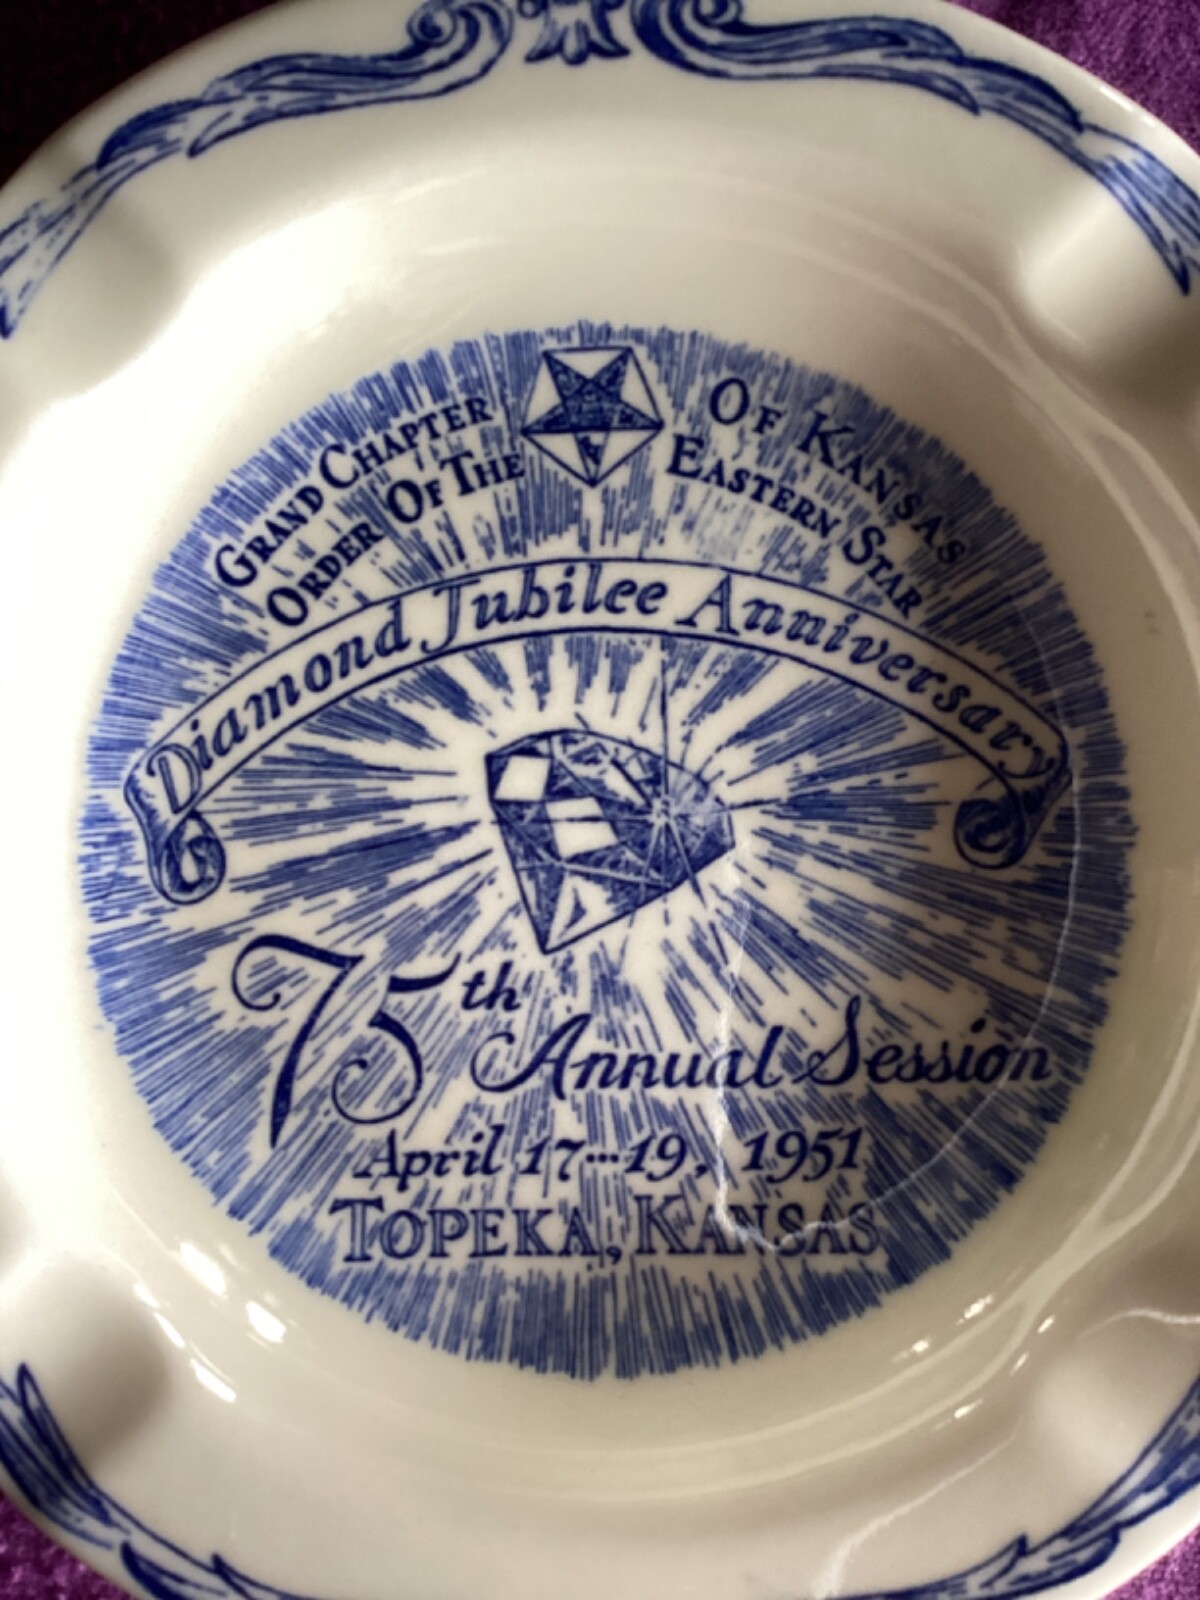 Grand Chapter Of Kansas
Order Of The Eastern Star
Diamond Jubilee Anniversary
75th Annual Session
April 17---19, 1951
Topeka, Kansas